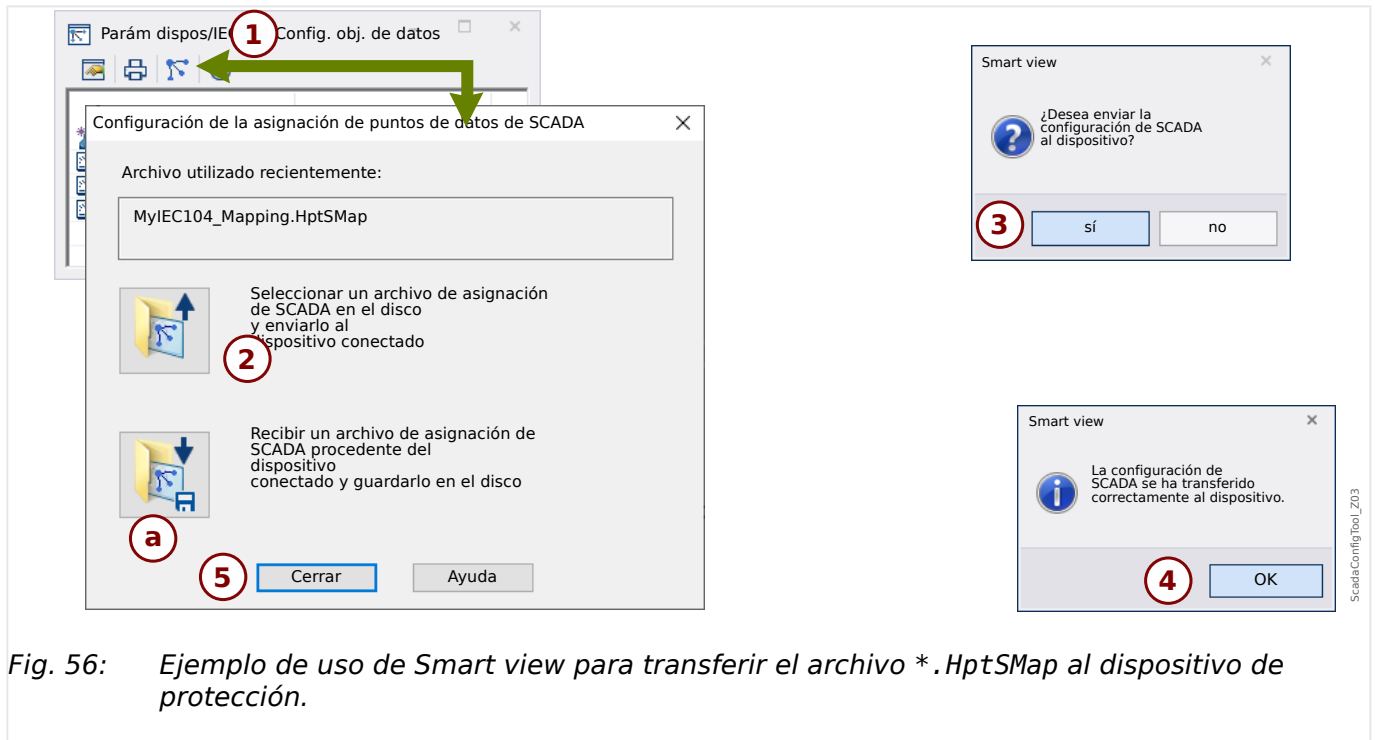 Parám dispos/IE
1
Config. obj. de datos
Configuración de la asignación de puntos de datos de SCADA
Archivo utilizado recientemente:
MyIEC104_Mapping.HptSMap
Seleccionar un archivo de asignación
de SCADA en el disco
y enviarlo al
dispositivo conectado
2
Recibir un archivo de asignación de
SCADA procedente del
dispositivo
conectado y guardarlo en el disco
a
5
Cerrar
Ayuda
Smart view
¿Desea enviar la
configuración de SCADA
al dispositivo?
3
sí
no
Smart view
La configuración de
SCADA se ha transferido
correctamente al dispositivo.
4
OK
ScadaConfigTool_Z03
Fig. 56: Ejemplo de uso de Smart view para transferir el archivo *.HptSMap al dispositivo de
protección.